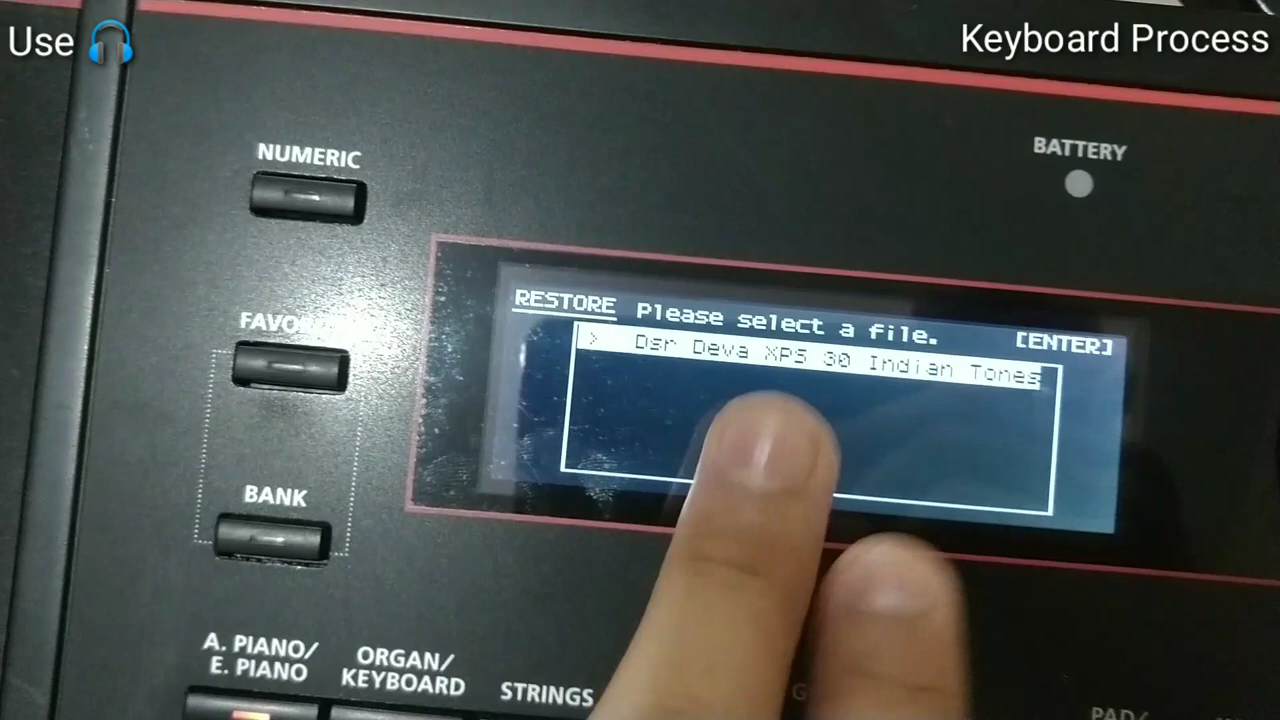 Use
Keyboard Process
NUMERIC
BATTERY
RESTORE Please select a file. [ENTER]
> Dsr Deva XPS 30 Indian Tones
BANK
A. PIANO/
E. PIANO
ORGAN/
KEYBOARD
STRINGS
PAD/